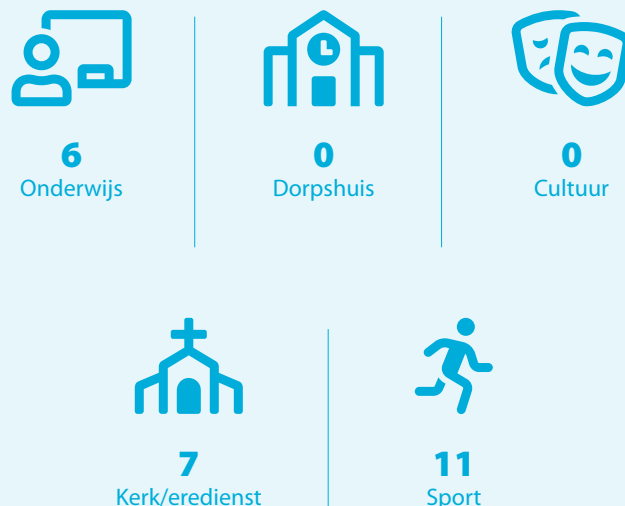 6
Onderwijs
0
Dorpshuis
0
Cultuur
7
Kerk/eredienst
11
Sport